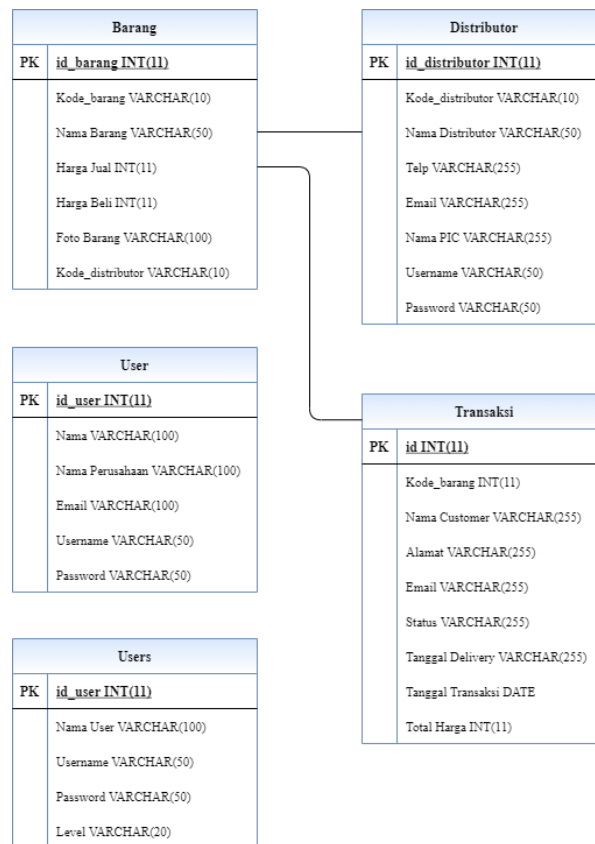 Barang
PK id_barang INT(11)
Kode_barang VARCHAR(10)
Nama Barang VARCHAR(50)
Harga Jual INT(11)
Harga Beli INT(11)
Foto Barang VARCHAR(100)
Kode_distributor VARCHAR(10)
Distributor
PK id_distributor INT(11)
Kode_distributor VARCHAR(10)
Nama Distributor VARCHAR(50)
Telp VARCHAR(255)
Email VARCHAR(255)
Nama PIC VARCHAR(255)
Username VARCHAR(50)
Password VARCHAR(50)
User
PK id_user INT(11)
Nama VARCHAR(100)
Nama Perusahaan VARCHAR(100)
Email VARCHAR(100)
Username VARCHAR(50)
Password VARCHAR(50)
Transaksi
PK id INT(11)
Kode_barang INT(11)
Nama Customer VARCHAR(255)
Alamat VARCHAR(255)
Email VARCHAR(255)
Status VARCHAR(255)
Tanggal Delivery VARCHAR(255)
Tanggal Transaksi DATE
Total Harga INT(11)
Users
PK id_user INT(11)
Nama User VARCHAR(100)
Username VARCHAR(50)
Password VARCHAR(50)
Level VARCHAR(20)